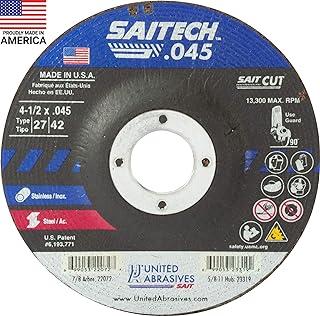 PROUDLY MADE IN
AMERICA
SAITECH
.045
MADE IN U.S.A.
Fabriqué aux États-Unis
Hecho en EE.UU.
SAIT CUT
13,300 MAX. RPM
4-1/2 x .045
Type
Tipo
27/42
Use
Guard
90°
Stainless/Inox.
Steel/Ac.
U.S. Patent
#6,193,771
safety.uama.org
UNITED
ABRASIVES
SAIT
7/8 Arbor: 22072
5/8-11 Hub: 23319
www.UnitedAbrasives.com